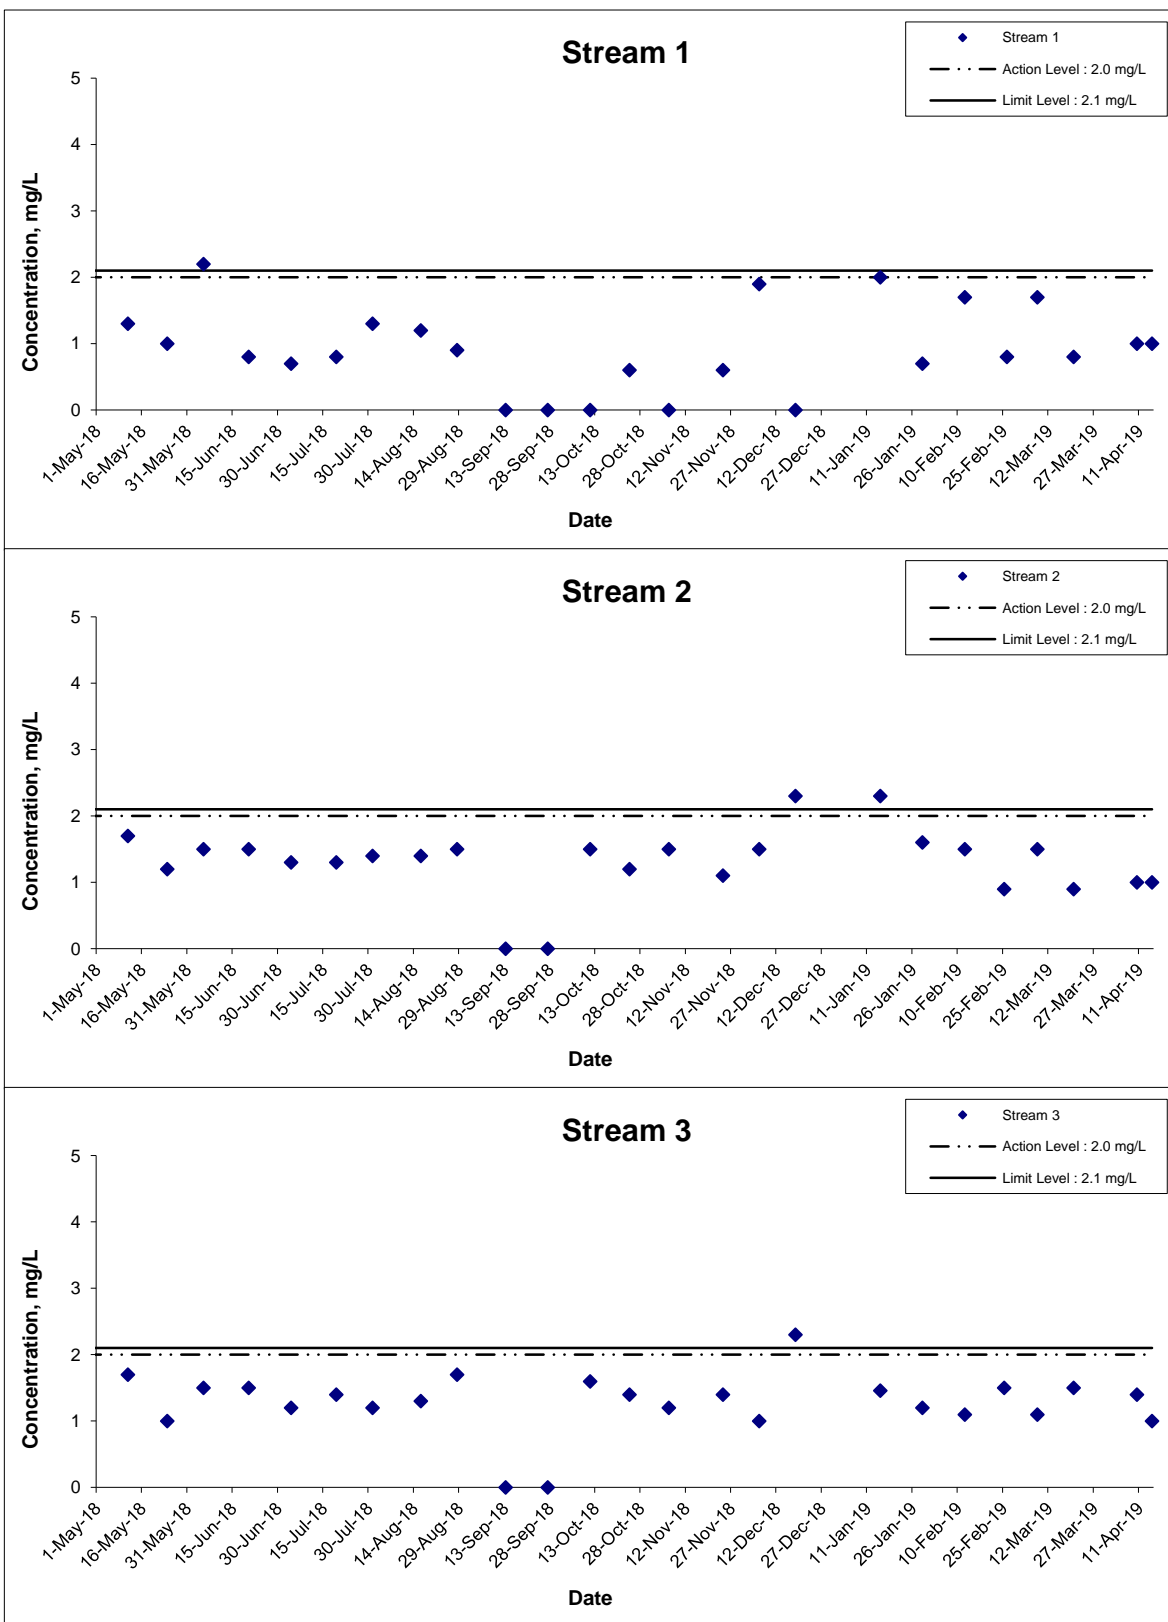 Stream 1
Stream 1
Action Level : 2.0 mg/L
Limit Level : 2.1 mg/L
Concentration, mg/L
5
4
3
2
1
0
1-May-18
16-May-18
31-May-18
15-Jun-18
30-Jun-18
15-Jul-18
30-Jul-18
14-Aug-18
29-Aug-18
13-Sep-18
28-Sep-18
13-Oct-18
28-Oct-18
12-Nov-18
27-Nov-18
12-Dec-18
27-Dec-18
11-Jan-19
26-Jan-19
10-Feb-19
25-Feb-19
12-Mar-19
27-Mar-19
11-Apr-19
Date
Stream 2
Stream 2
Action Level : 2.0 mg/L
Limit Level : 2.1 mg/L
Concentration, mg/L
5
4
3
2
1
0
1-May-18
16-May-18
31-May-18
15-Jun-18
30-Jun-18
15-Jul-18
30-Jul-18
14-Aug-18
29-Aug-18
13-Sep-18
28-Sep-18
13-Oct-18
28-Oct-18
12-Nov-18
27-Nov-18
12-Dec-18
27-Dec-18
11-Jan-19
26-Jan-19
10-Feb-19
25-Feb-19
12-Mar-19
27-Mar-19
11-Apr-19
Date
Stream 3
Stream 3
Action Level : 2.0 mg/L
Limit Level : 2.1 mg/L
Concentration, mg/L
5
4
3
2
1
0
1-May-18
16-May-18
31-May-18
15-Jun-18
30-Jun-18
15-Jul-18
30-Jul-18
14-Aug-18
29-Aug-18
13-Sep-18
28-Sep-18
13-Oct-18
28-Oct-18
12-Nov-18
27-Nov-18
12-Dec-18
27-Dec-18
11-Jan-19
26-Jan-19
10-Feb-19
25-Feb-19
12-Mar-19
27-Mar-19
11-Apr-19
Date